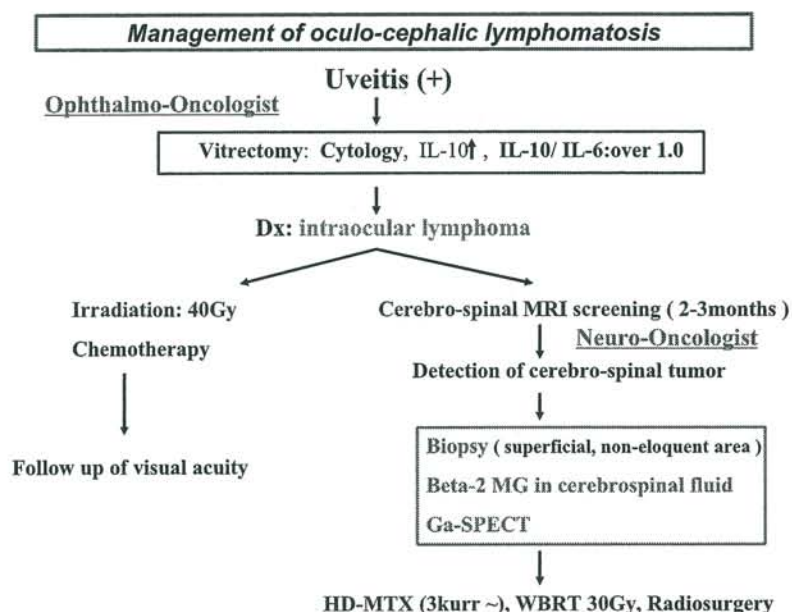 Management of oculo-cephalic lymphomatosis
Uveitis (+)
Ophthalmo-Oncologist
Vitrectomy: Cytology, IL-10↑, IL-10/ IL-6:over 1.0
Dx: intraocular lymphoma
Irradiation: 40Gy
Chemotherapy
Follow up of visual acuity
Cerebro-spinal MRI screening ( 2-3months )
Neuro-Oncologist
Detection of cerebro-spinal tumor
Biopsy ( superficial, non-eloquent area )
Beta-2 MG in cerebrospinal fluid
Ga-SPECT
HD-MTX (3kurr ~), WBRT 30Gy, Radiosurgery